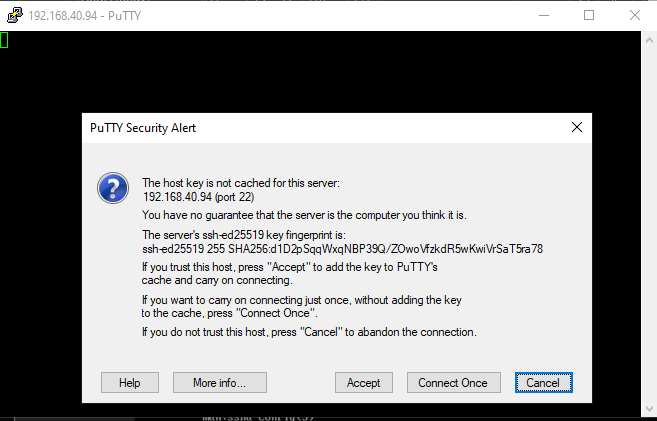 192.168.40.94 - PuTTY
PuTTY Security Alert
The host key is not cached for this server:
192.168.40.94 (port 22)
You have no guarantee that the server is the computer you think it is.
The server's ssh-ed25519 key fingerprint is:
ssh-ed25519 255 SHA256:d1D2pSqqWxqNBP39Q/ZOwoVfzkdR5wKwiVrSaT5ra78
If you trust this host, press "Accept" to add the key to PuTTY's
cache and carry on connecting.
If you want to carry on connecting just once, without adding the key
to the cache, press "Connect Once".
If you do not trust this host, press "Cancel" to abandon the connection.
Help
More info...
Accept
Connect Once
Cancel